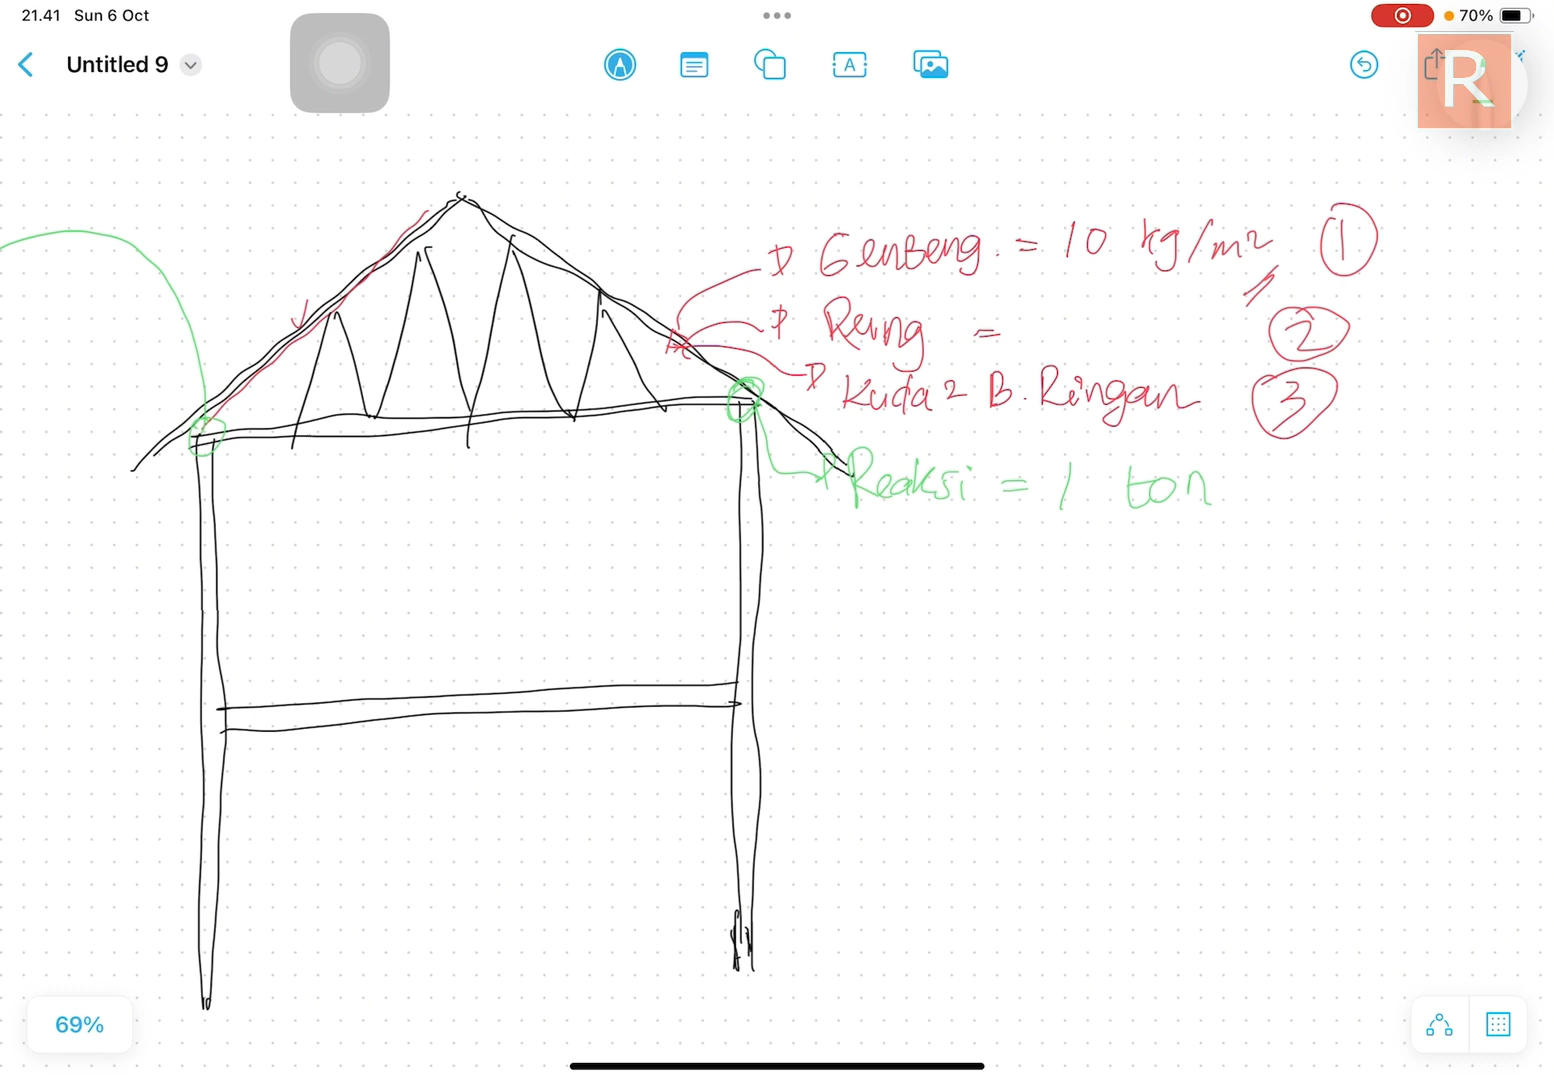 21.41 Sun 6 Oct
70%
Untitled 9
A
R
Genteng. = 10 kg/m² 1
Reng = 2
Kuda2 B. Ringan 3
Reaksi = 1 ton
69%